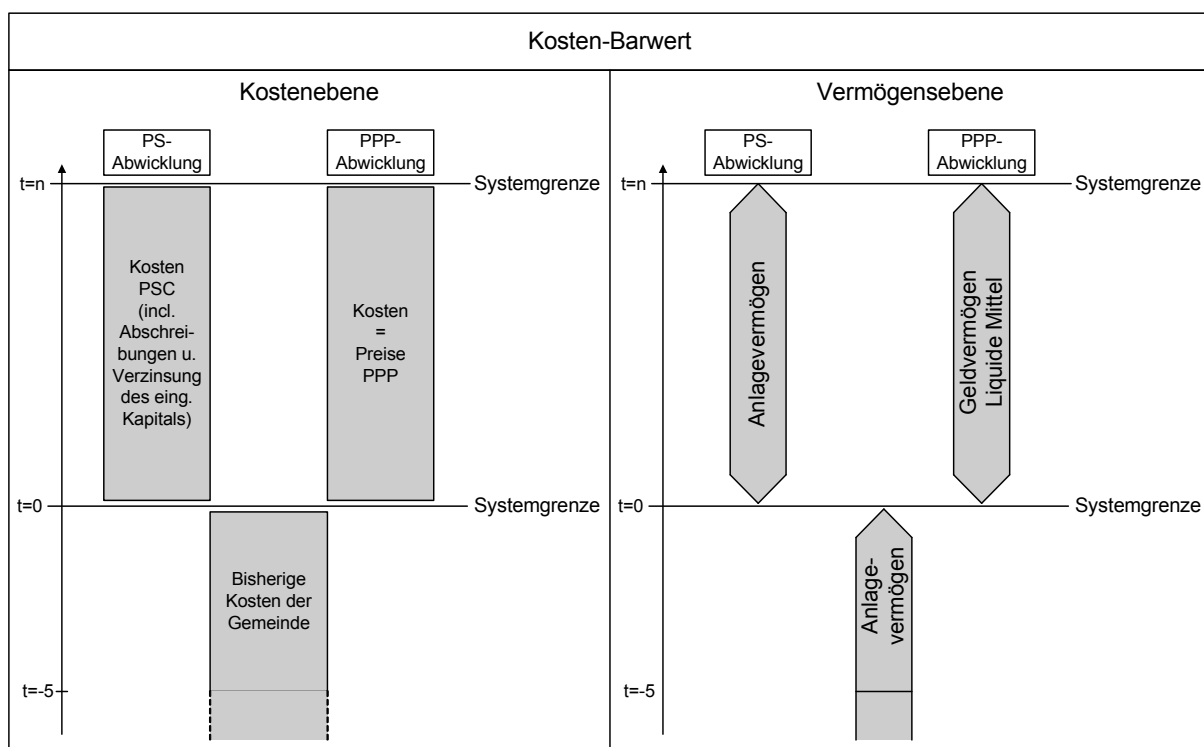 Kosten-Barwert
Kostenebene
PS-
Abwicklung
PPP-
Abwicklung
t=n
Systemgrenze
Kosten
PSC
(incl.
Abschrei-
bungen u.
Verzinsung
des eing.
Kapitals)
Kosten
=
Preise
PPP
t=0
Systemgrenze
Bisherige
Kosten der
Gemeinde
t=-5
Vermögensebene
PS-
Abwicklung
PPP-
Abwicklung
t=n
Systemgrenze
Anlagevermögen
Geldvermögen
Liquide Mittel
t=0
Systemgrenze
Anlage-
vermögen
t=-5